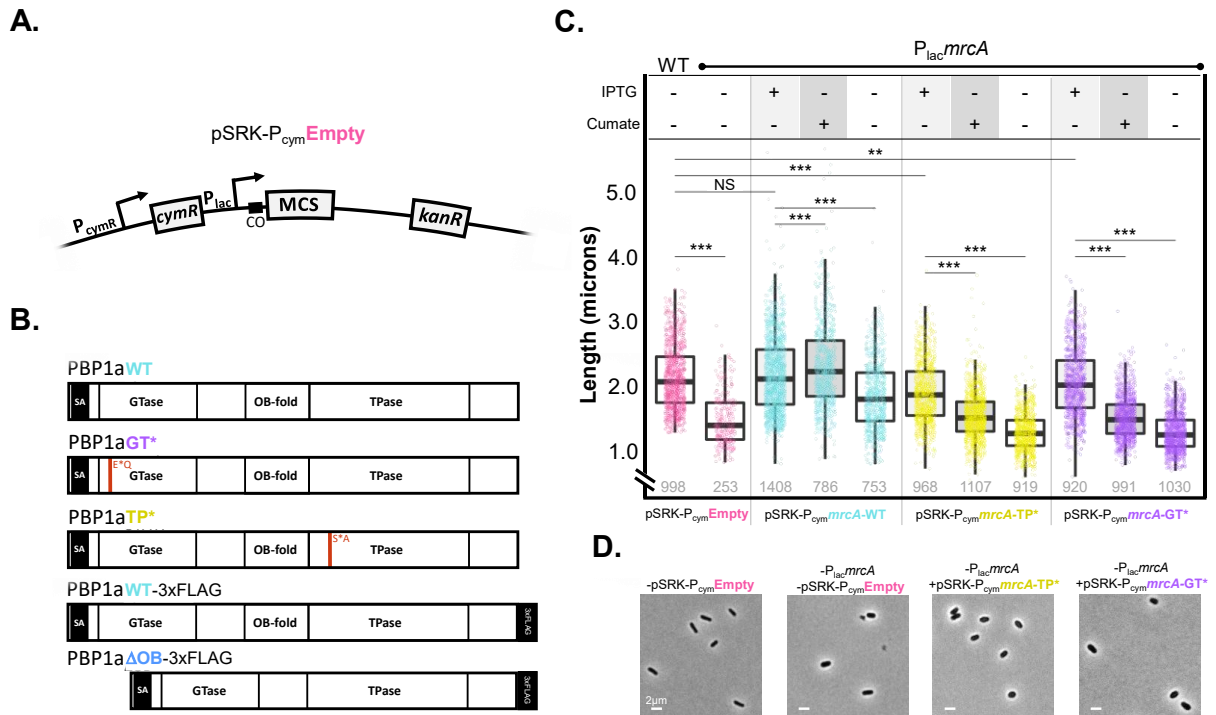 A.
pSRK-PcymEmpty
PcymR
cymR
Plac
CO
MCS
kanR
B.
PBP1aWT
SA GTase OB-fold TPase
PBP1aGT*
E*Q
SA GTase OB-fold TPase
PBP1aTP*
S*A
SA GTase OB-fold TPase
PBP1aWT-3xFLAG
SA GTase OB-fold TPase 3xFLAG
PBP1aΔOB-3xFLAG
SA GTase TPase 3xFLAG
C.
PlacmrcA
WT
IPTG - - + - - + - - + - -
Cumate - - - + - - + - - + -
**
***
NS
***
***
***
***
***
***
***
Length (microns)
5.0
4.0
3.0
2.0
1.0
998 253 1408 786 753 968 1107 919 920 991 1030
pSRK-PcymEmpty pSRK-PcymmrcA-WT pSRK-PcymmrcA-TP* pSRK-PcymmrcA-GT*
D.
-pSRK-PcymEmpty
-PlacmrcA
-pSRK-PcymEmpty
-PlacmrcA
+pSRK-PcymmrcA-TP*
-PlacmrcA
+pSRK-PcymmrcA-GT*
2μm